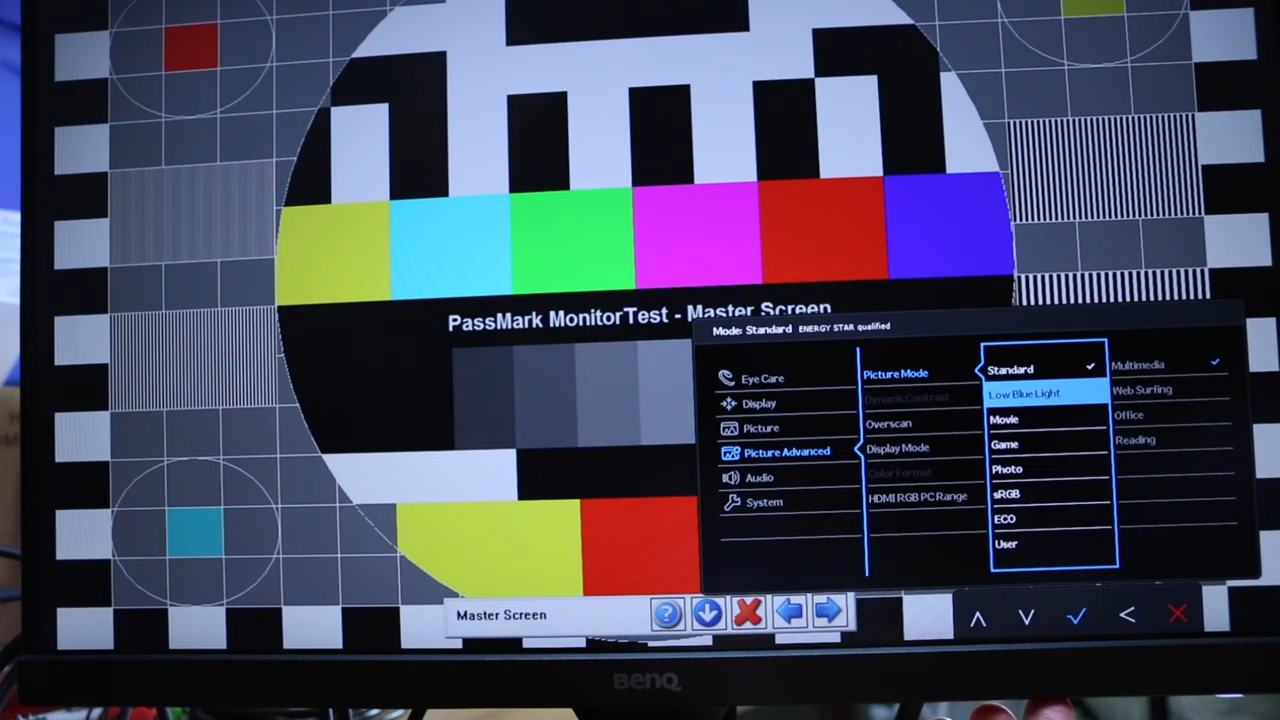 PassMark MonitorTest - Master Screen
Mode: Standard ENERGY STAR qualified
Eye Care
Display
Picture
Picture Advanced
Audio
System
Picture Mode
DynamicContrast
Overscan
Display Mode
Color Format
HDMI RGB PC Range
Standard
Low Blue Light
Movie
Game
Photo
sRGB
ECO
User
Multimedia
Web Surfing
Office
Reading
Master Screen
?
BenQ